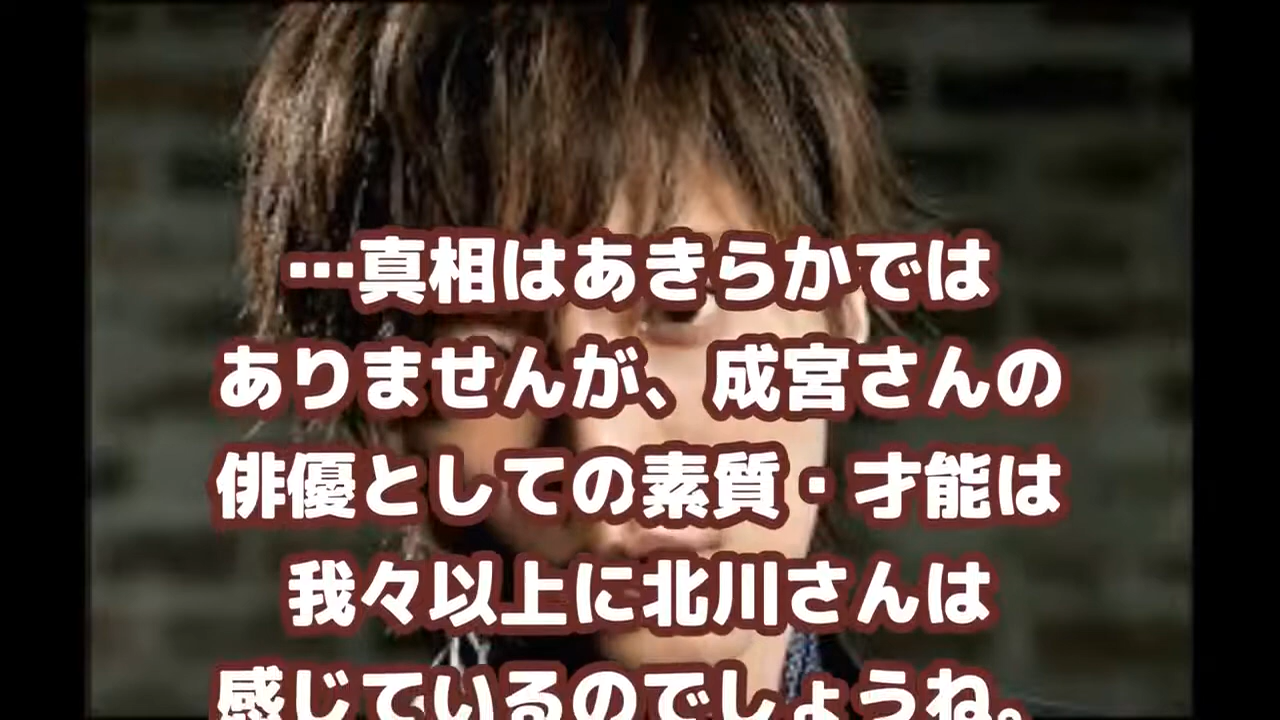 …真相はあきらかでは
ありませんが、成宮さんの
俳優としての素質・才能は
我々以上に北川さんは
感じているのでしょうね。